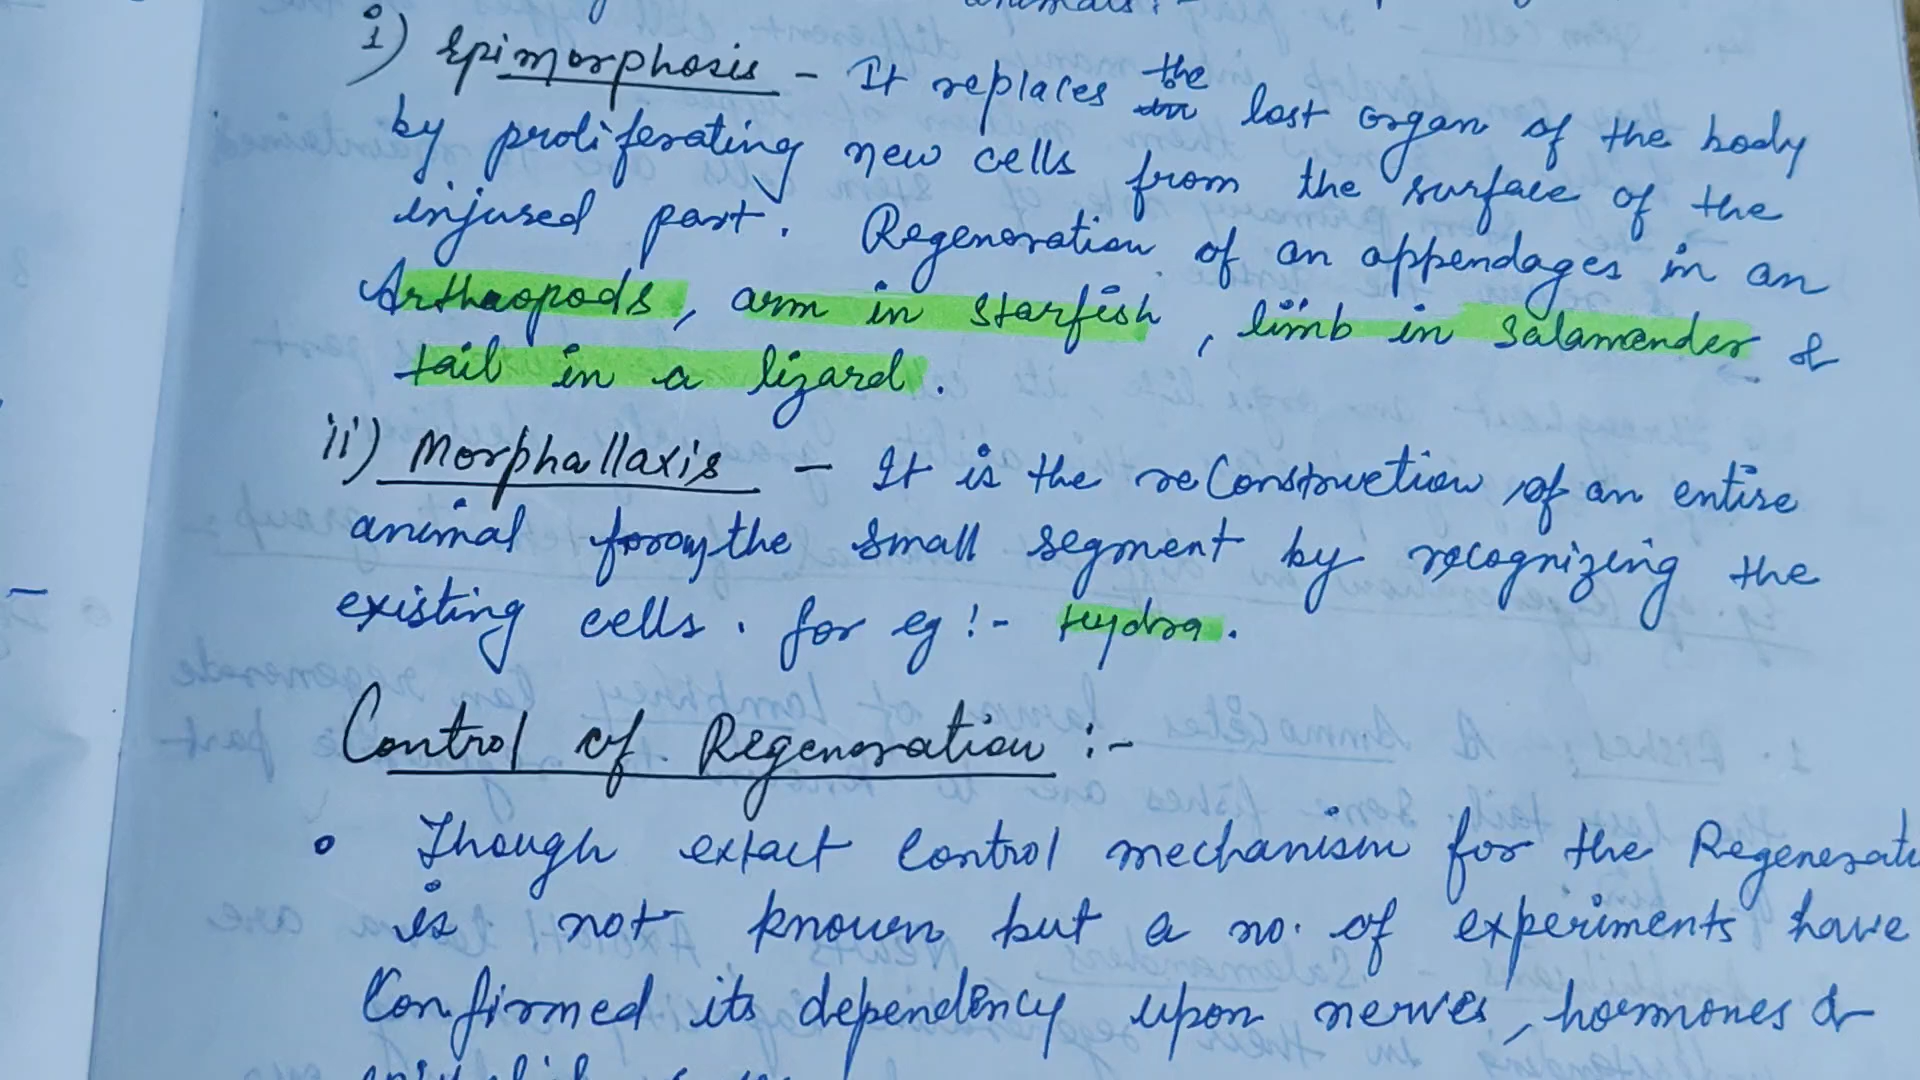 animals:-
i) Epimorphosis - It replaces the lost organ of the body
by proliferating new cells from the surface of the
injured part. Regeneration of an appendages in an
Arthropods, arm in starfish, limb in Salamander &
tail in a lizard.
ii) Morphallaxis - It is the reconstruction of an entire
animal from the small segment by recognizing the
existing cells. for eg:- Hydra.
Control of Regeneration :-
• Though extact control mechanism for the Regenerati
is not known but a no. of experiments have
Confirmed its dependency upon nerves, hormones &